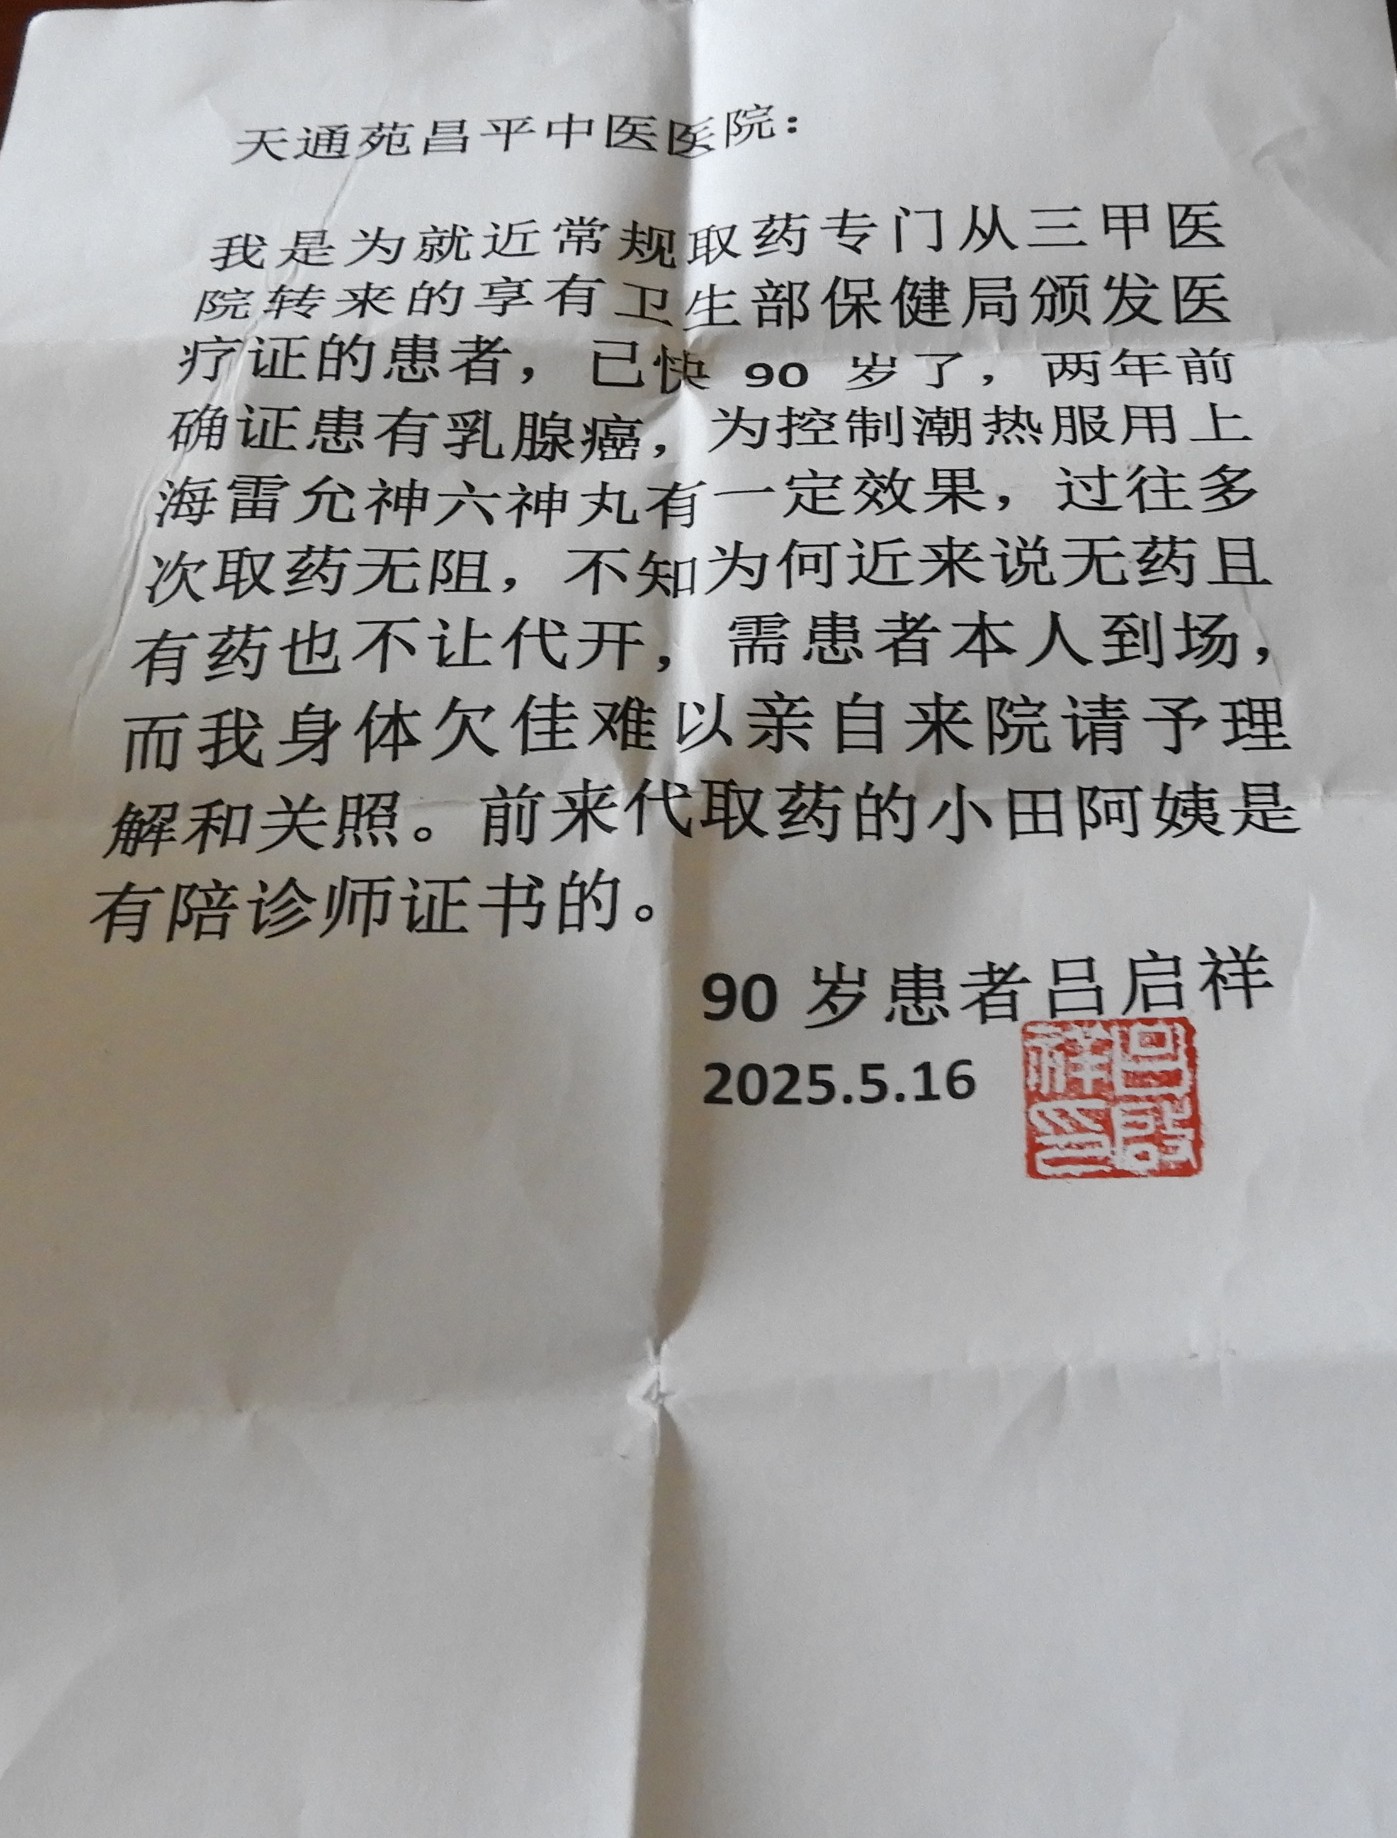 天通苑昌平中医医院：
我是为就近常规取药专门从三甲医
院转来的享有卫生部保健局颁发医
疗证的患者，已快 90 岁了，两年前
确证患有乳腺癌，为控制潮热服用上
海雷允神六神丸有一定效果，过往多
次取药无阻，不知为何近来说无药且
有药也不让代开，需患者本人到场，
而我身体欠佳难以亲自来院请予理
解和关照。前来代取药的小田阿姨是
有陪诊师证书的。
90 岁患者吕启祥
2025.5.16
吕启祥印